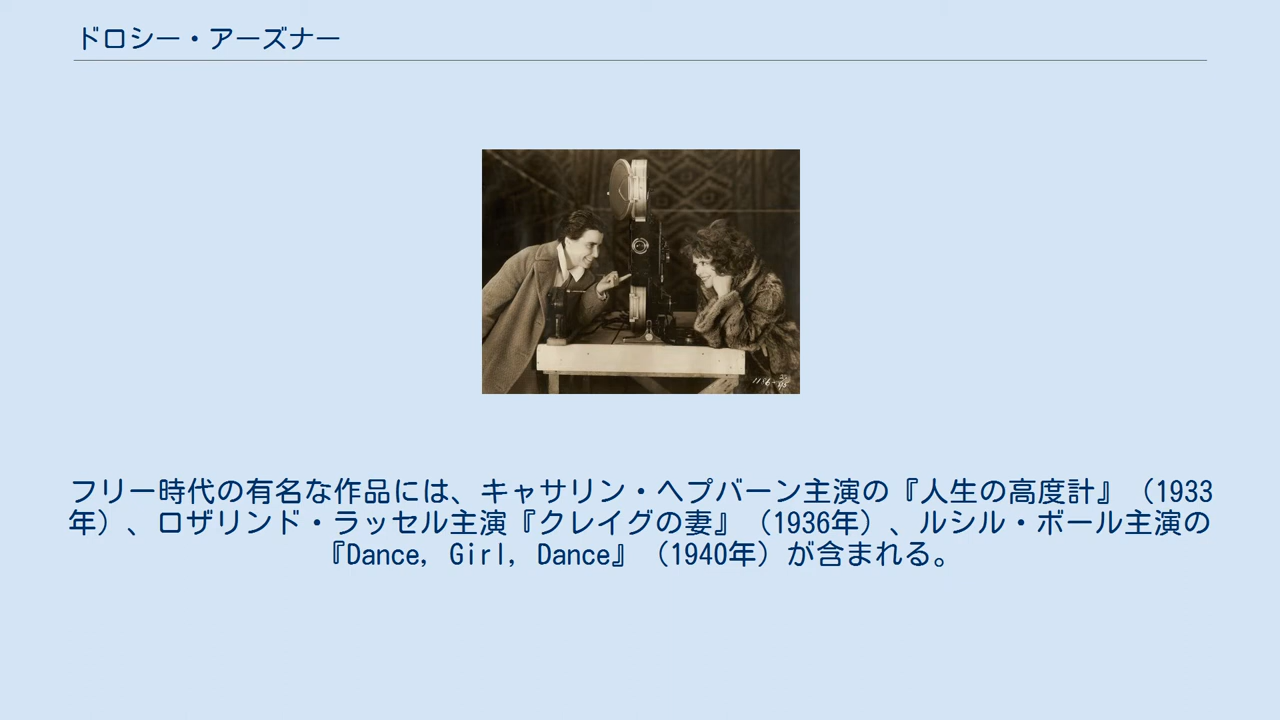 ドロシー・アーズナー
フリー時代の有名な作品には、キャサリン・ヘプバーン主演の『人生の高度計』（1933
年）、ロザリンド・ラッセル主演『クレイグの妻』（1936年）、ルシル・ボール主演の
『Dance, Girl, Dance』（1940年）が含まれる。